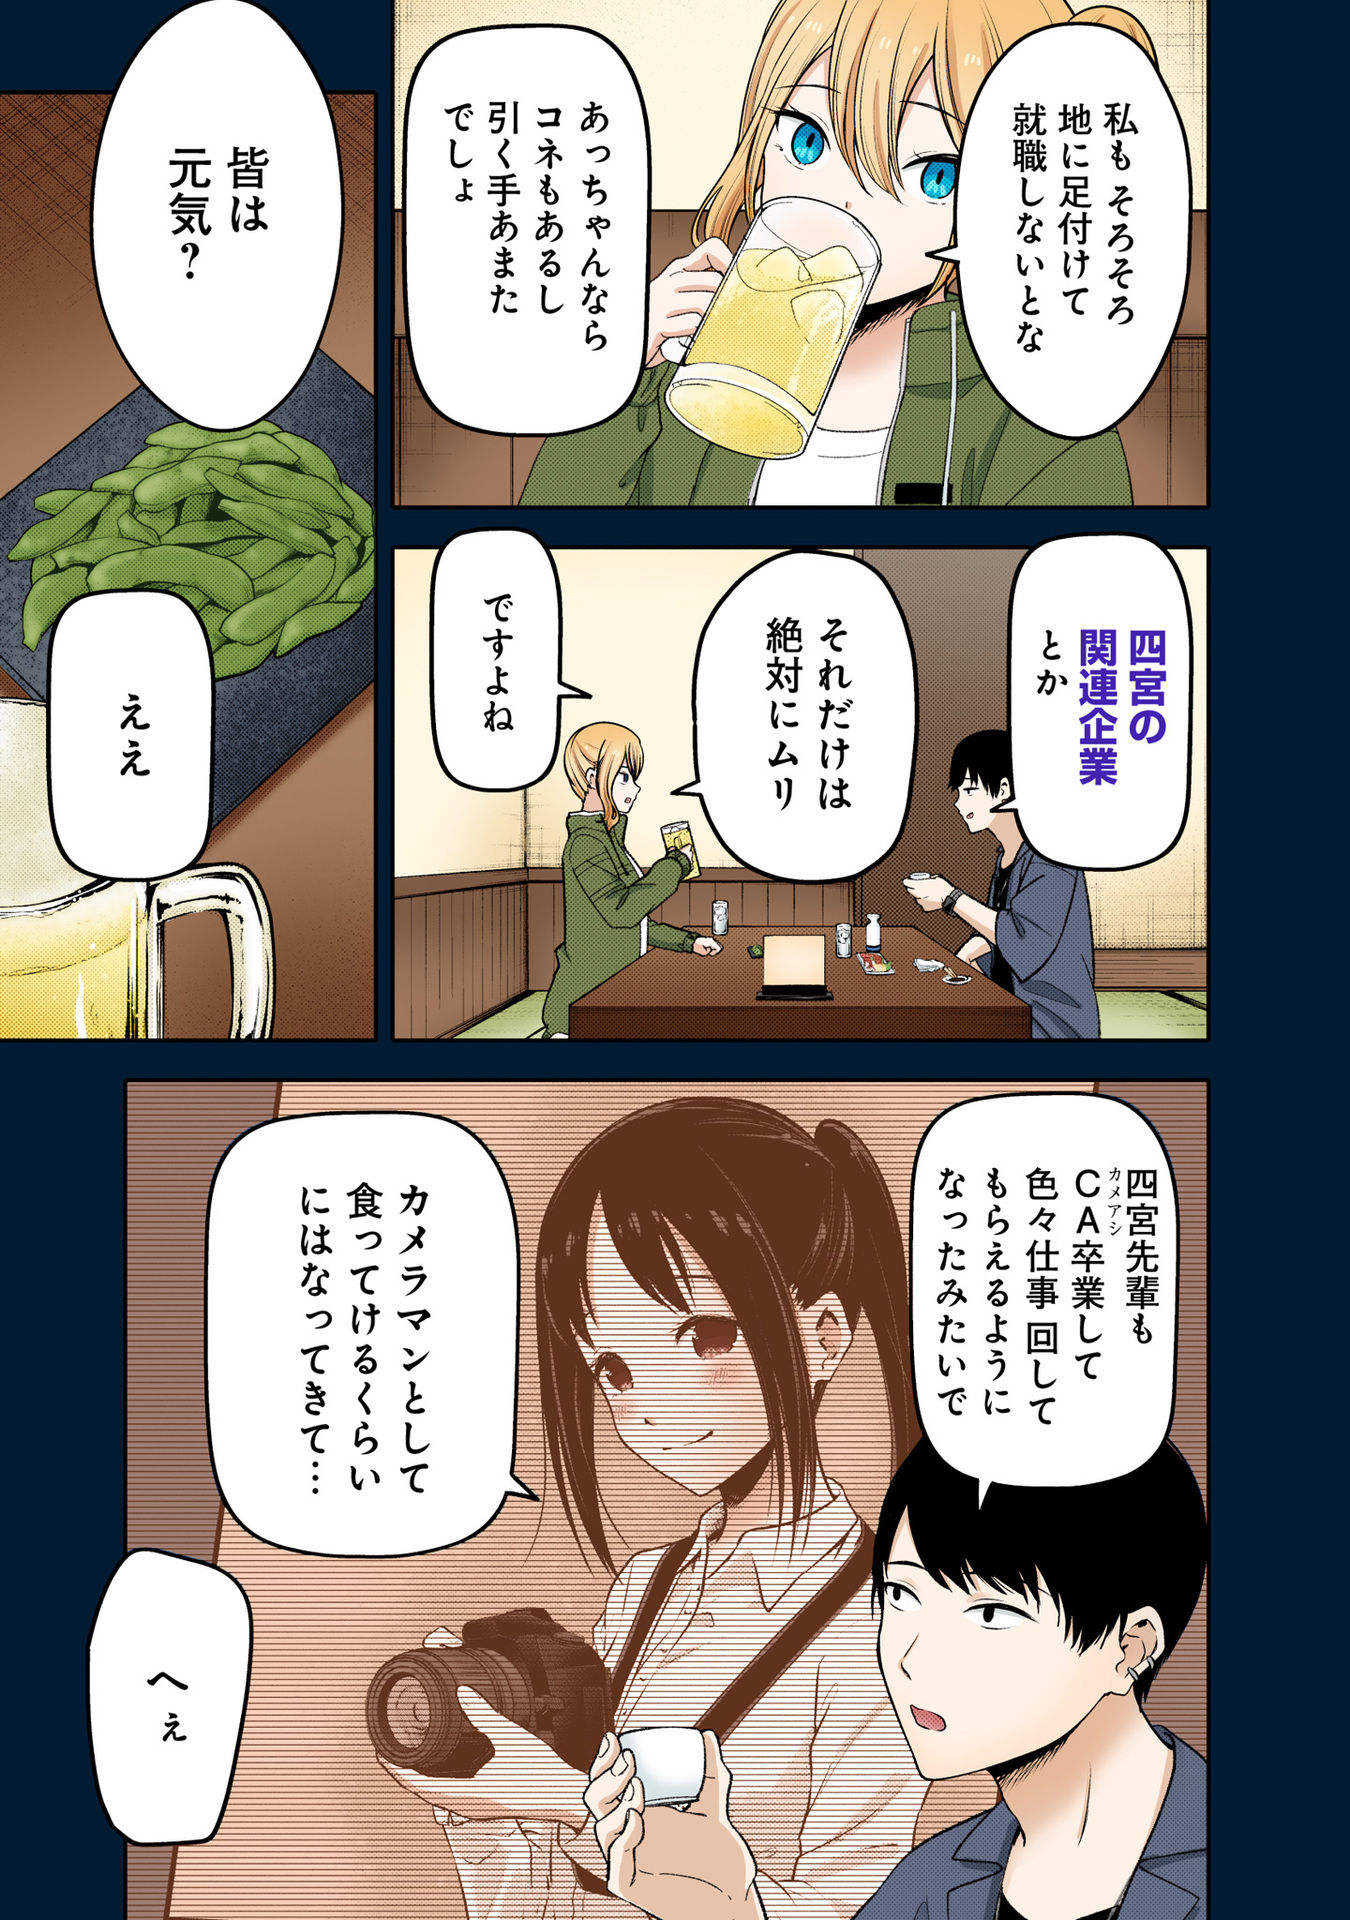 私も そろそろ
地に足付けて
就職しないとな
あっちゃんなら
コネもあるし
引く手あまた
でしょ
四宮の
関連企業
とか
それだけは
絶対にムリ
ですよね
皆は
元気？
ええ
四宮先輩も
CA卒業して
カメアシ
色々仕事 回して
もらえるように
なったみたいで
カメラマンとして
食ってけるくらい
にはなってきて…
へぇ